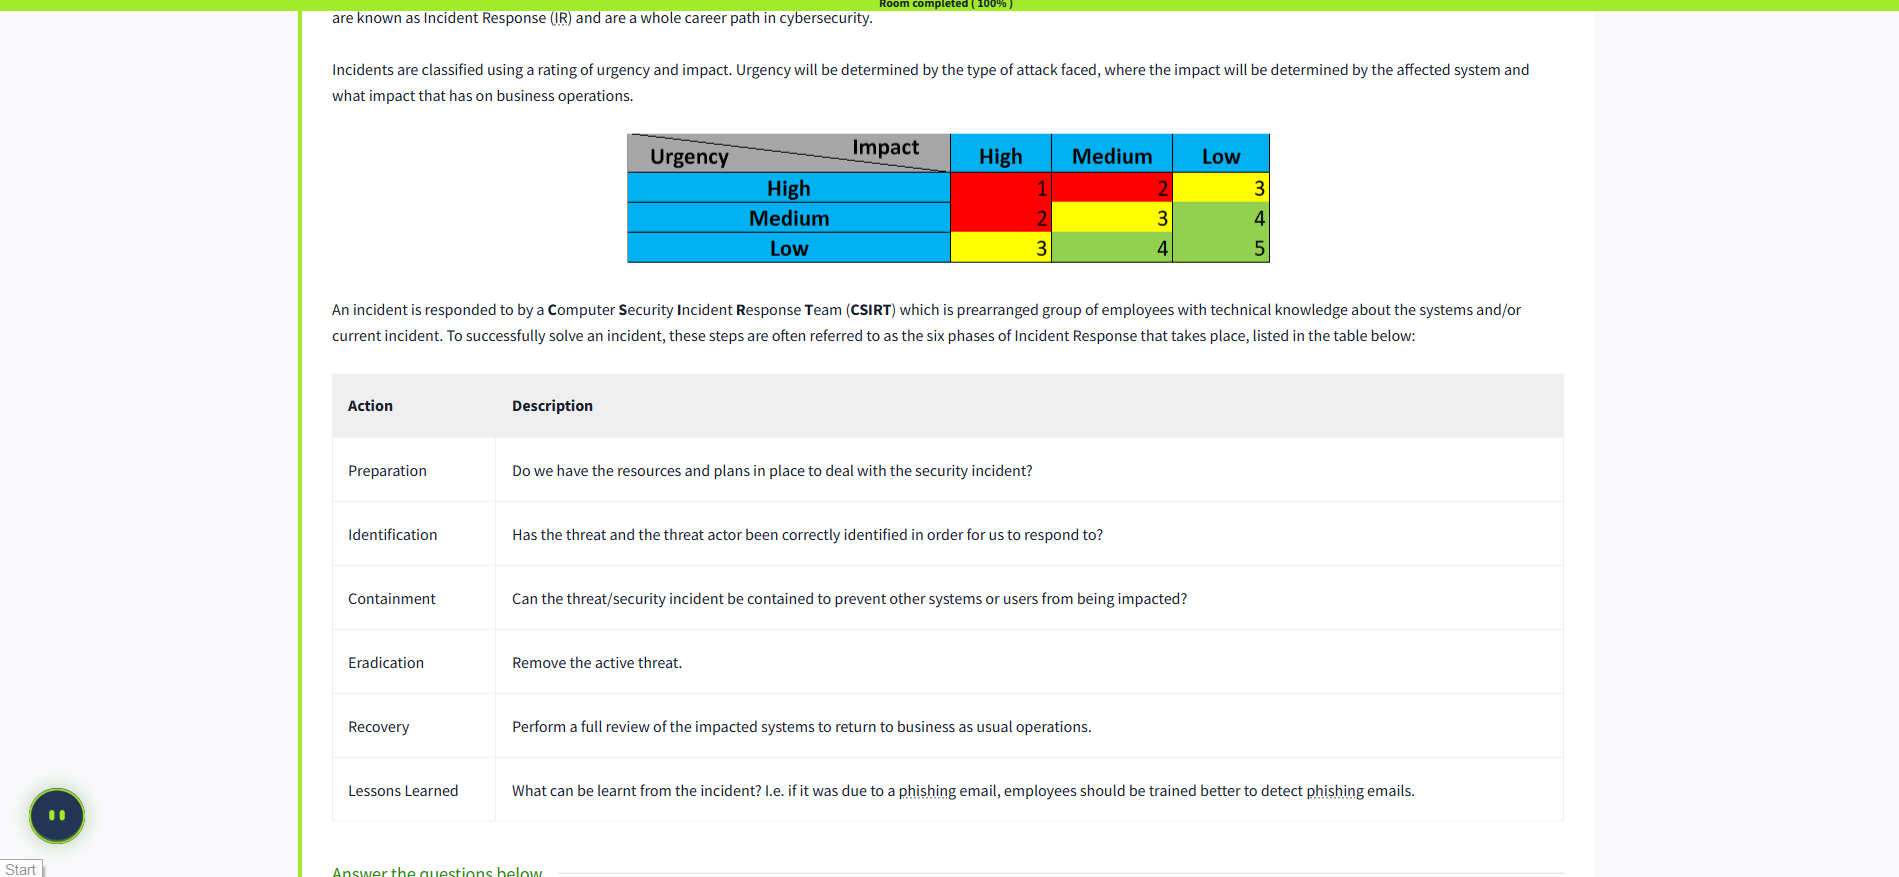 Room completed ( 100% )
are known as Incident Response (IR) and are a whole career path in cybersecurity.
Incidents are classified using a rating of urgency and impact. Urgency will be determined by the type of attack faced, where the impact will be determined by the affected system and
what impact that has on business operations.
Urgency Impact High Medium Low
High 1 2 3
Medium 2 3 4
Low 3 4 5
An incident is responded to by a Computer Security Incident Response Team (CSIRT) which is prearranged group of employees with technical knowledge about the systems and/or
current incident. To successfully solve an incident, these steps are often referred to as the six phases of Incident Response that takes place, listed in the table below:
Action Description
Preparation Do we have the resources and plans in place to deal with the security incident?
Identification Has the threat and the threat actor been correctly identified in order for us to respond to?
Containment Can the threat/security incident be contained to prevent other systems or users from being impacted?
Eradication Remove the active threat.
Recovery Perform a full review of the impacted systems to return to business as usual operations.
Lessons Learned What can be learnt from the incident? I.e. if it was due to a phishing email, employees should be trained better to detect phishing emails.
Start
Answer the questions below